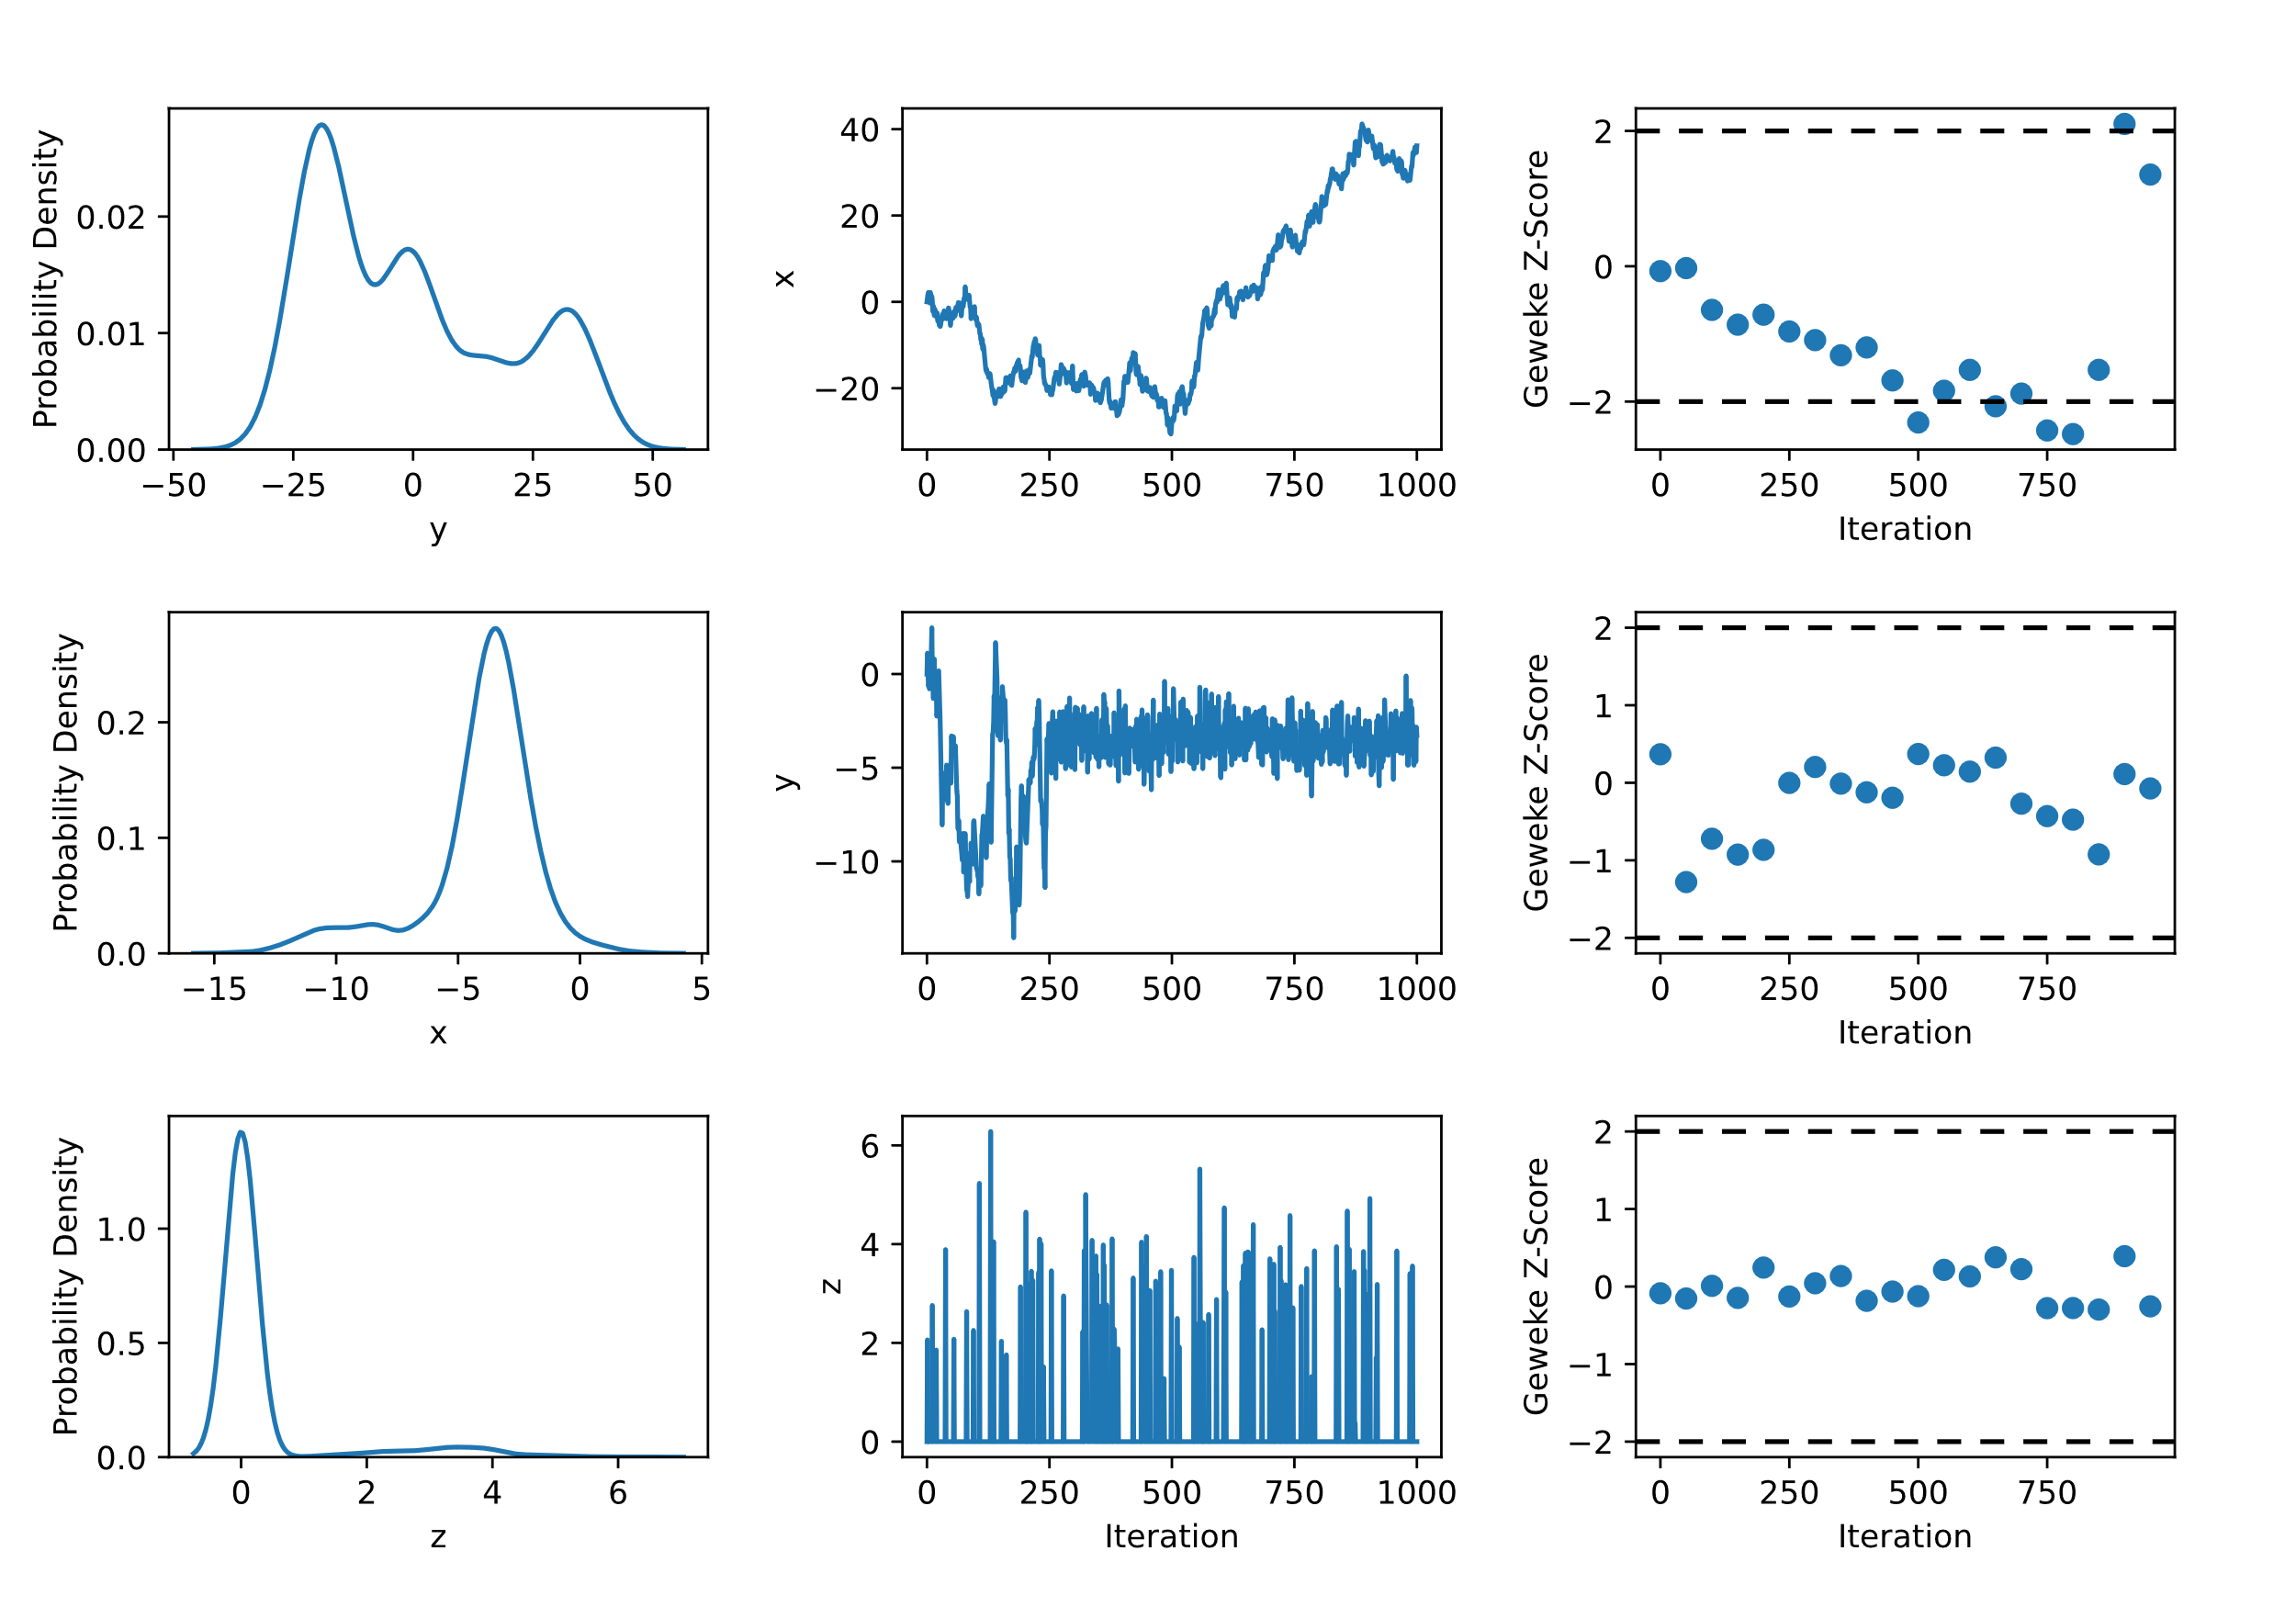 Probability Density
0.02
0.01
0.00
−50 −25 0 25 50
y
x
40
20
0
−20
0 250 500 750 1000
Geweke Z-Score
2
0
−2
0 250 500 750
Iteration
Probability Density
0.2
0.1
0.0
−15 −10 −5 0 5
x
y
0
−5
−10
0 250 500 750 1000
Geweke Z-Score
2
1
0
−1
−2
0 250 500 750
Iteration
Probability Density
1.0
0.5
0.0
0 2 4 6
z
z
6
4
2
0
0 250 500 750 1000
Iteration
Geweke Z-Score
2
1
0
−1
−2
0 250 500 750
Iteration